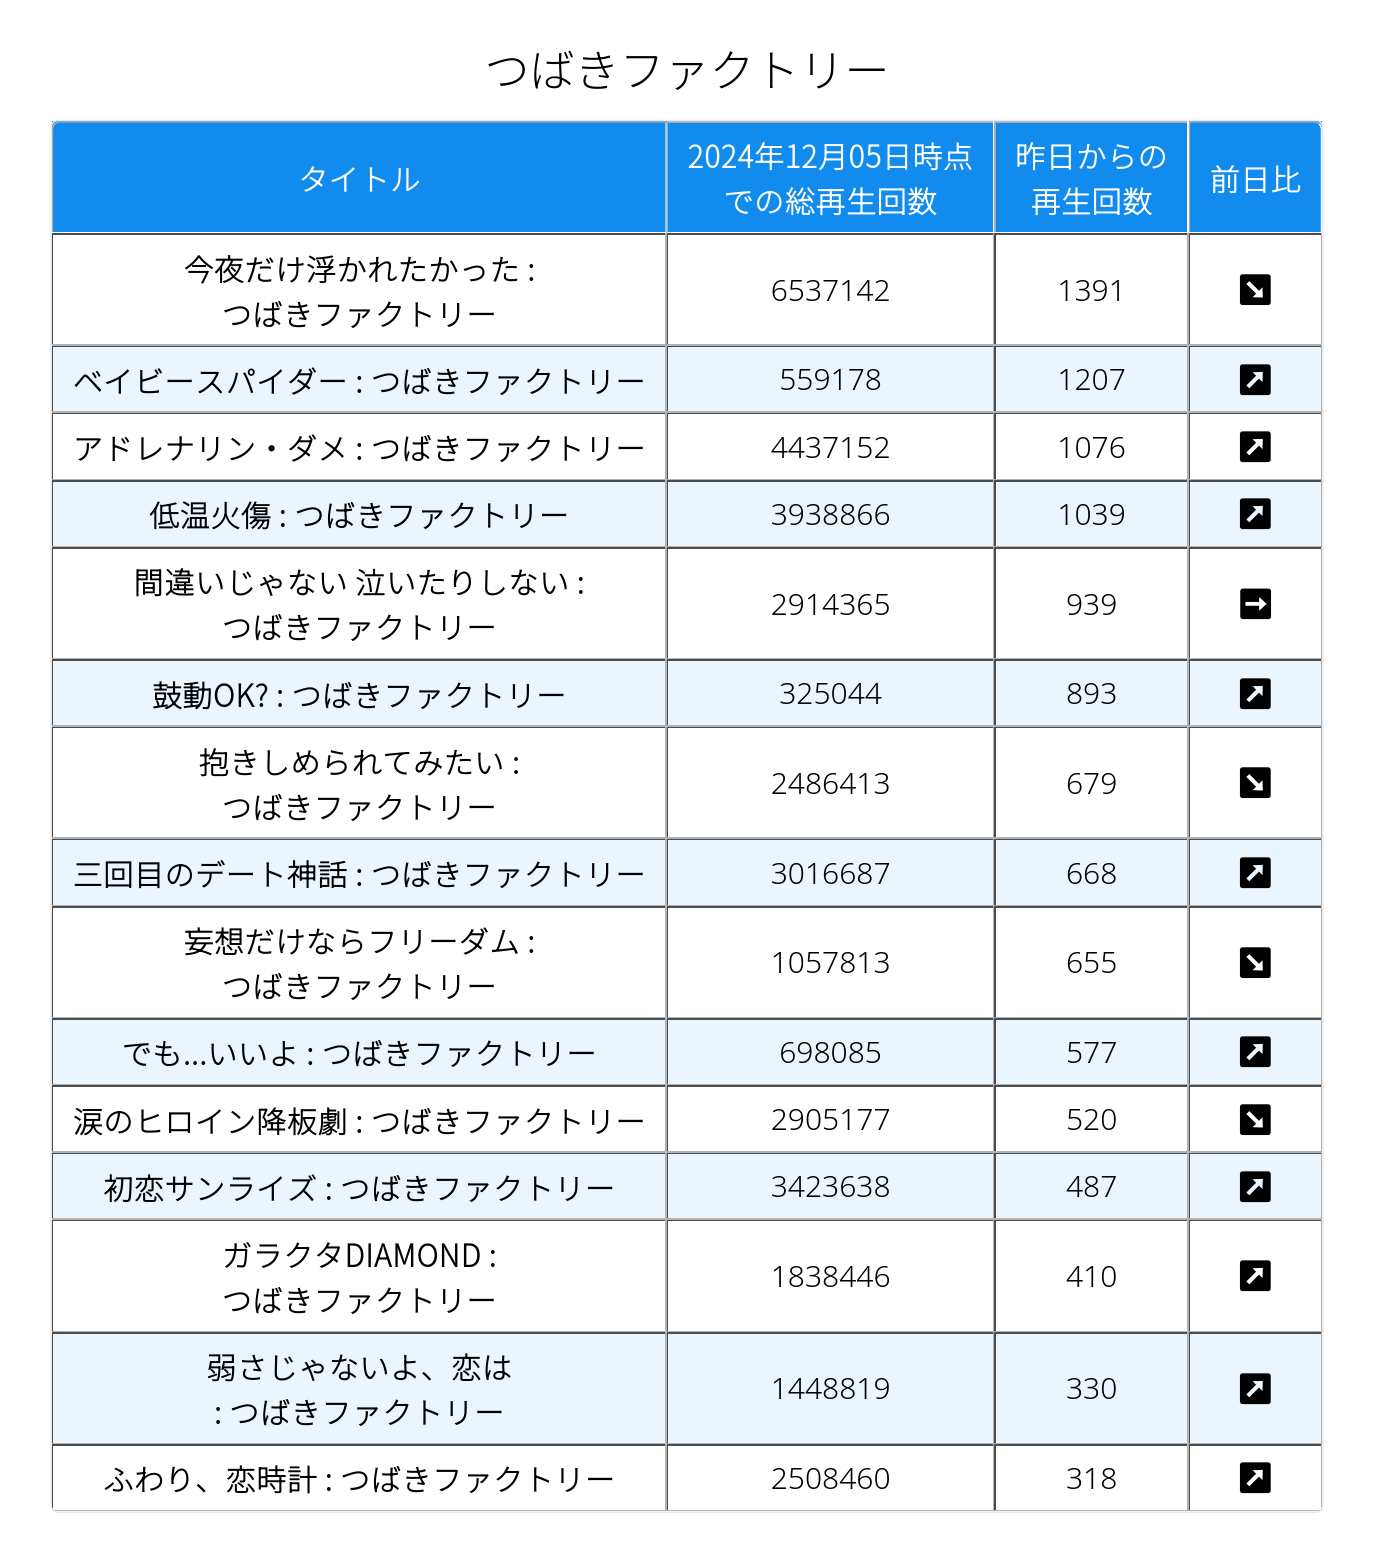 つばきファクトリー
タイトル
2024年12月05日時点
での総再生回数
昨日からの
再生回数
前日比
今夜だけ浮かれたかった :
つばきファクトリー
6537142
1391
ベイビースパイダー : つばきファクトリー
559178
1207
アドレナリン・ダメ : つばきファクトリー
4437152
1076
低温火傷 : つばきファクトリー
3938866
1039
間違いじゃない 泣いたりしない :
つばきファクトリー
2914365
939
鼓動OK? : つばきファクトリー
325044
893
抱きしめられてみたい :
つばきファクトリー
2486413
679
三回目のデート神話 : つばきファクトリー
3016687
668
妄想だけならフリーダム :
つばきファクトリー
1057813
655
でも...いいよ : つばきファクトリー
698085
577
涙のヒロイン降板劇 : つばきファクトリー
2905177
520
初恋サンライズ : つばきファクトリー
3423638
487
ガラクタDIAMOND :
つばきファクトリー
1838446
410
弱さじゃないよ、恋は
: つばきファクトリー
1448819
330
ふわり、恋時計 : つばきファクトリー
2508460
318